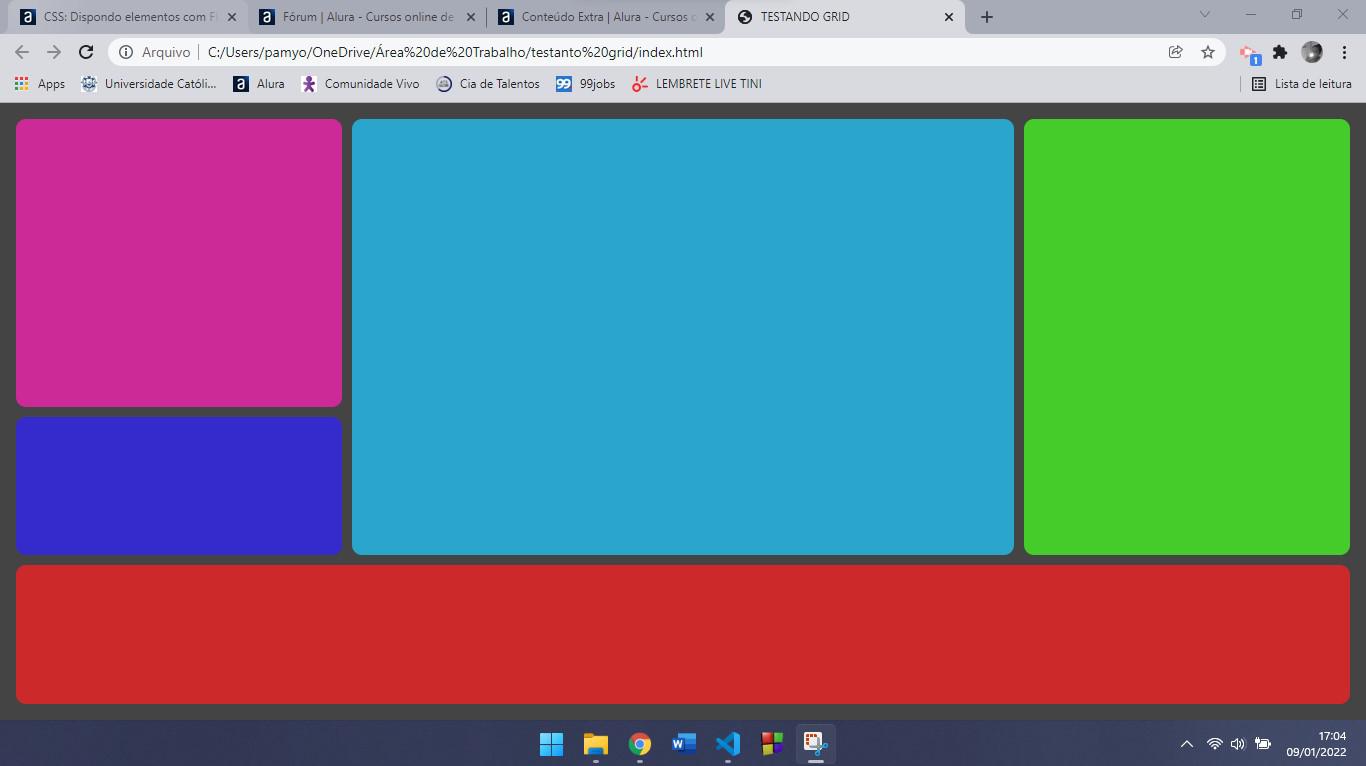 CSS: Dispondo elementos com Fl
Fórum | Alura - Cursos online de
Conteúdo Extra | Alura - Cursos o
TESTANDO GRID
Arquivo | C:/Users/pamyo/OneDrive/Área%20de%20Trabalho/testanto%20grid/index.html
1
Apps Universidade Católi... a Alura Comunidade Vivo Cia de Talentos 99 99jobs LEMBRETE LIVE TINI Lista de leitura
W 17:04
09/01/2022